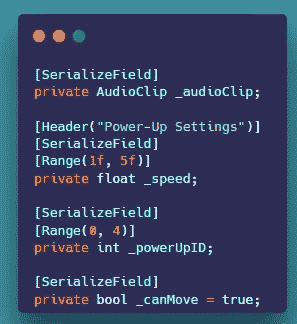 [SerializeField]
private AudioClip _audioClip;
[Header("Power-Up Settings")]
[SerializeField]
[Range(1f, 5f)]
private float _speed;
[SerializeField]
[Range(0, 4)]
private int _powerUpID;
[SerializeField]
private bool _canMove = true;